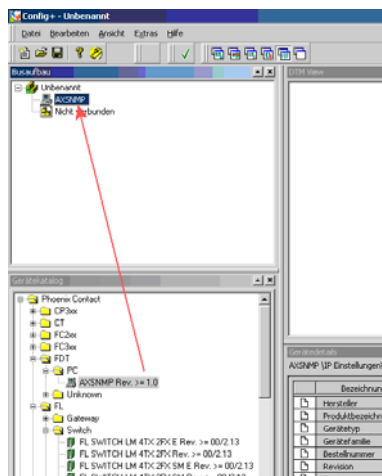 Config+ - Unbenannt
Datei Bearbeiten Ansicht Extras Hilfe
Busaufbau
DTM View
Unbenannt
AXSNMP
Nicht verbunden
Gerätekatalog
Phoenix Contact
CP3xx
CT
FC2xx
FC3xx
FDT
PC
AXSNMP Rev. >= 1.0
Unknown
FL
Gateway
Switch
FL SWITCH LM 4TX 2FX E Rev. >= 00/2.13
FL SWITCH LM 4TX 2FX Rev. >= 00/2.13
FL SWITCH LM 4TX 2FX SM E Rev. >= 00/2.13
Gerätedetails
AXSNMP \IP Einstellungen
Bezeichnun
Hersteller
Produktbezeichn
Gerätetyp
Gerätefamilie
Bestellnummer
Revision